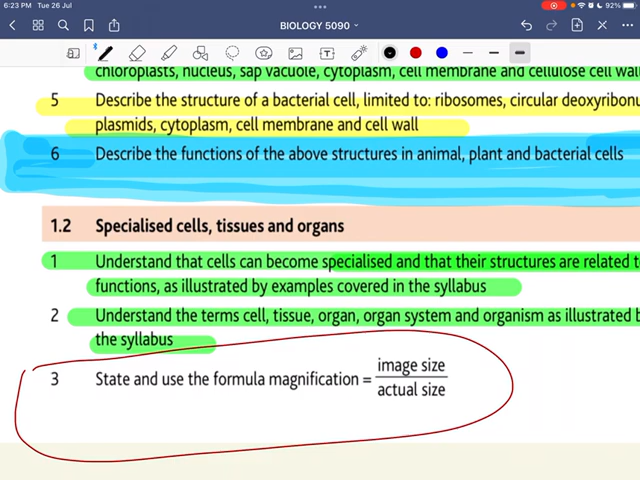 6:23 PM Tue 26 Jul
92%
BIOLOGY 5090
chloroplasts, nucleus, sap vacuole, cytoplasm, cell membrane and cellulose cell wal
5 Describe the structure of a bacterial cell, limited to: ribosomes, circular deoxyribonu
plasmids, cytoplasm, cell membrane and cell wall
6 Describe the functions of the above structures in animal, plant and bacterial cells
1.2 Specialised cells, tissues and organs
1 Understand that cells can become specialised and that their structures are related t
functions, as illustrated by examples covered in the syllabus
2 Understand the terms cell, tissue, organ, organ system and organism as illustrated b
the syllabus
3 State and use the formula magnification = image size
actual size